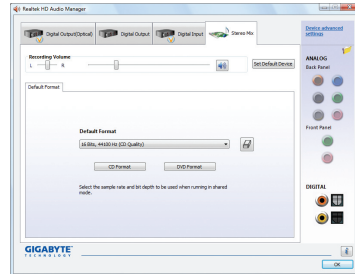 Realtek HD Audio Manager
Digital Output(Optical)
Digital Output
Digital Input
Stereo Mix
Device advanced settings
Recording Volume
L
R
Set Default Device
ANALOG
Back Panel
Default Format
Default Format
16 Bits, 44100 Hz (CD Quality)
CD Format
DVD Format
Select the sample rate and bit depth to be used when running in shared
mode.
Front Panel
DIGITAL
GIGABYTE
TECHNOLOGY
OK